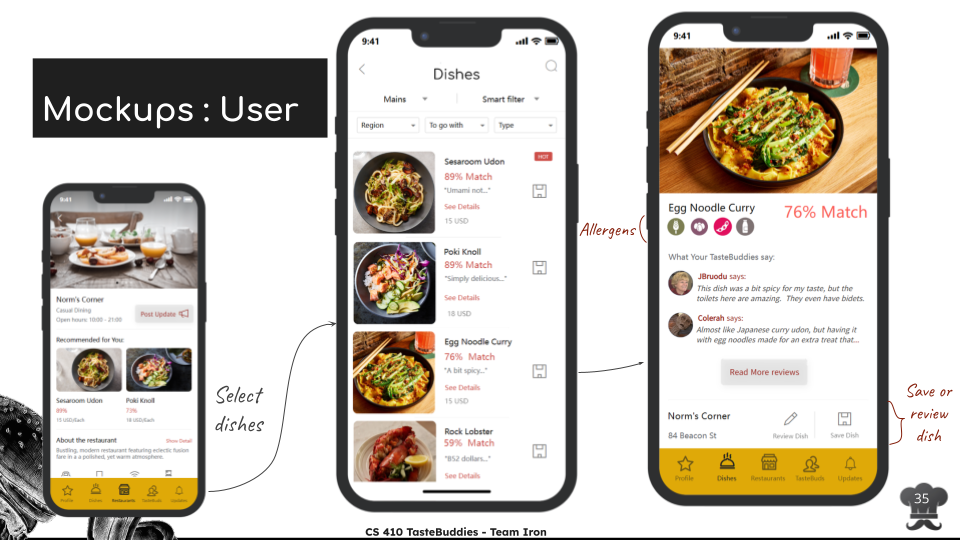 Mockups : User
9:41
Norm's Corner
Casual Dining
Open hours: 10:00 - 21:00
Post Update
Recommended for You:
Sesaroom Udon
89%
15 USD/Each
Poki Knoll
73%
18 USD/Each
About the restaurant
Show Detail
Bustling, modern restaurant featuring eclectic fusion
fare in a a polished, yet warm atmosphere.
Profile
Dishes
Restaurants
TasteBuds
Updates
Select
dishes
9:41
Dishes
Mains
Smart filter
Region
To go with
Type
Sesaroom Udon
HOT
89% Match
"Umami not..."
See Details
15 USD
Poki Knoll
89% Match
"Simply delicious..."
See Details
18 USD
Egg Noodle Curry
76% Match
"A bit spicy..."
See Details
15 USD
Rock Lobster
59% Match
"852 dollars..."
See Details
Allergens
9:41
Egg Noodle Curry
76% Match
What Your TasteBuddies say:
JBruodu says:
This dish was a bit spicy for my taste, but the
toilets here are amazing. They even have bidets.
Colerah says:
Almost like Japanese curry udon, but having it
with egg noodles made for an extra treat that...
Read More reviews
Norm's Corner
84 Beacon St
Review Dish
Save Dish
Profile
Dishes
Restaurants
TasteBuds
Updates
Save or
review
dish
35
CS 410 TasteBuddies - Team Iron